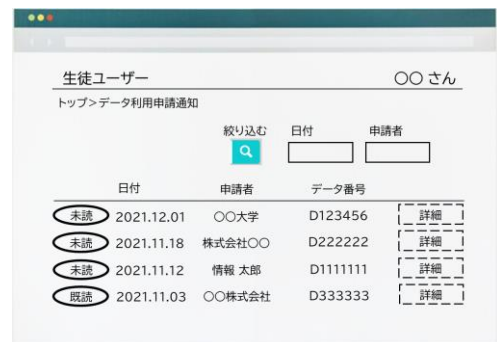 生徒ユーザー 〇〇 さん
トップ>データ利用申請通知
絞り込む 日付 申請者
日付 申請者 データ番号
未読 2021.12.01 〇〇大学 D123456 詳細
未読 2021.11.18 株式会社〇〇 D222222 詳細
未読 2021.11.12 情報 太郎 D1111111 詳細
既読 2021.11.03 〇〇株式会社 D333333 詳細